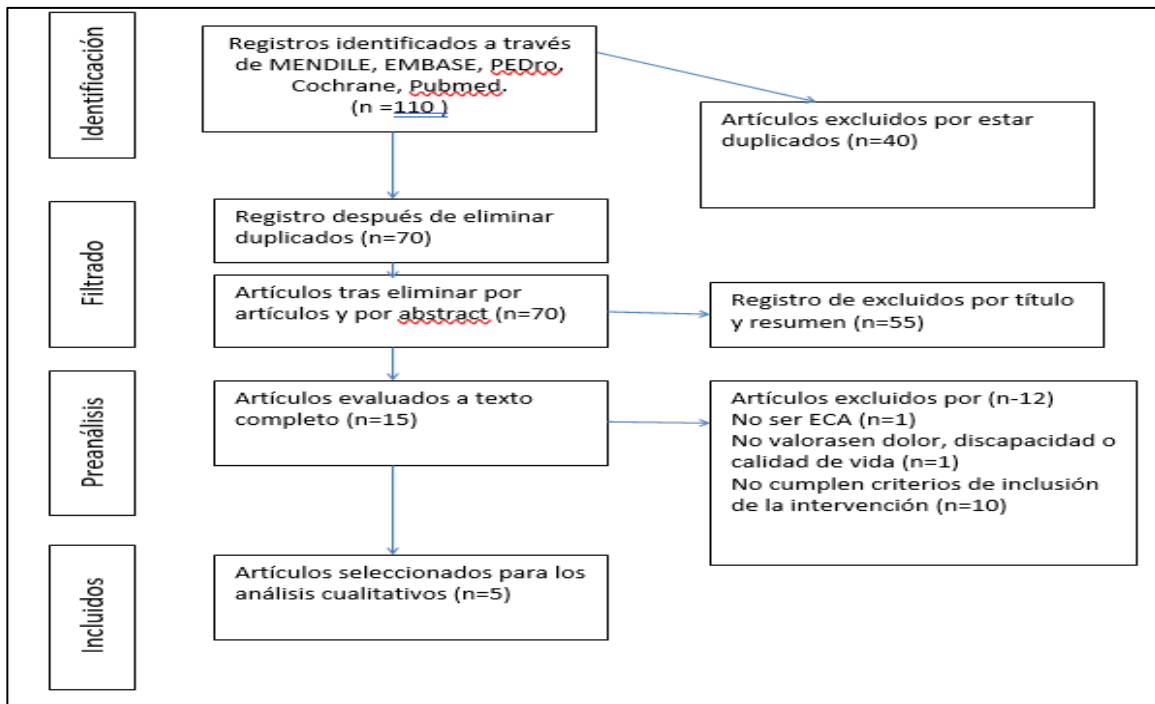 Identificación
Registros identificados a través
de MENDILE, EMBASE, PEDro,
Cochrane, Pubmed.
(n =110 )
Artículos excluidos por estar
duplicados (n=40)
Filtrado
Registro después de eliminar
duplicados (n=70)
Artículos tras eliminar por
artículos y por abstract (n=70)
Registro de excluidos por título
y resumen (n=55)
Preanálisis
Artículos evaluados a texto
completo (n=15)
Artículos excluidos por (n-12)
No ser ECA (n=1)
No valorasen dolor, discapacidad o
calidad de vida (n=1)
No cumplen criterios de inclusión
de la intervención (n=10)
Incluidos
Artículos seleccionados para los
análisis cualitativos (n=5)